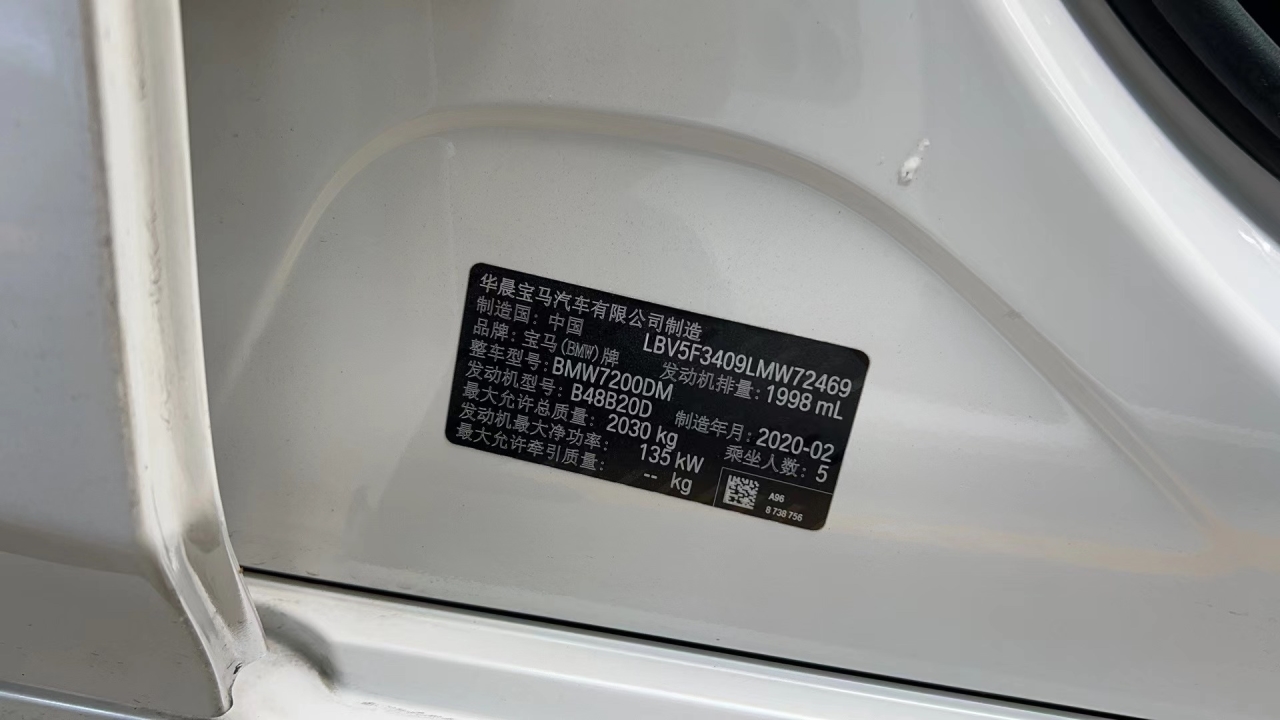 华晨宝马汽车有限公司制造
制造国：中国 LBV5F3409LMW72469
品牌：宝马(BMW)牌 发动机排量：1998 mL
整车型号：BMW7200DM
发动机型号：B48B20D 制造年月：2020-02
最大允许总质量：2030 kg 乘坐人数：5
发动机最大净功率：135 kW
最大允许牵引质量：-- kg
A96
8 738 756